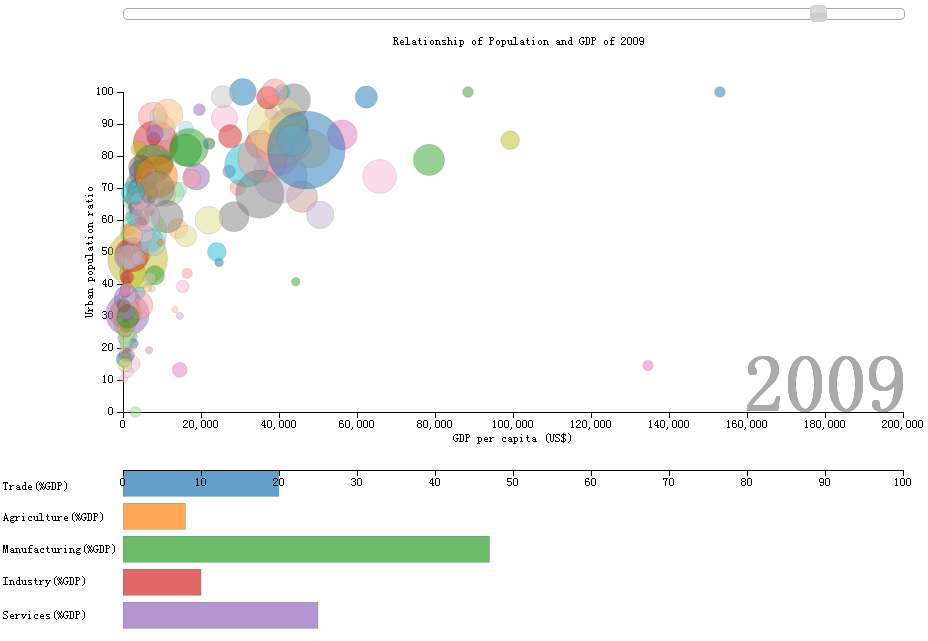 Relationship of Population and GDP of 2009
Urban population ratio
100
90
80
70
60
50
40
30
20
10
0
2009
0 20,000 40,000 60,000 80,000 100,000 120,000 140,000 160,000 180,000 200,000
GDP per capita (US$)
0 10 20 30 40 50 60 70 80 90 100
Trade(%GDP)
Agriculture(%GDP)
Manufacturing(%GDP)
Industry(%GDP)
Services(%GDP)